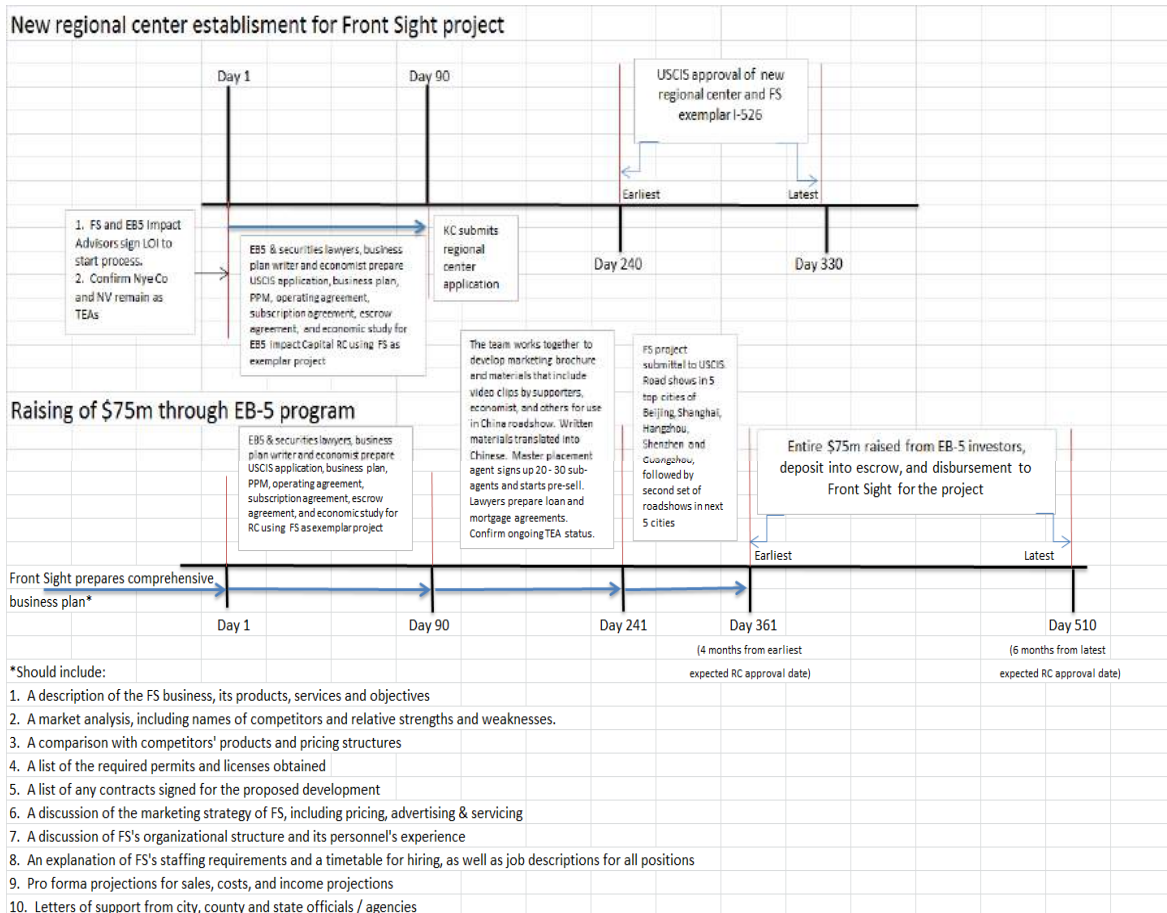 New regional center establisment for Front Sight project
Day 1
Day 90
USCIS approval of new
regional center and FS
exemplar I-526
Earliest
Latest
1. FS and EB5 Impact
Advisors sign LOI to
start process.
2. Confirm Nye Co
and NV remain as
TEAs
EB5 & securities lawyers, business
plan writer and economist prepare
USCIS application, business plan,
PPM, operating agreement,
subscription agreement, escrow
agreement, and economic study for
EB5 Impact Capital RC using FS as
exemplar project
KC submits
regional
center
application
Day 240
Day 330
The team works together to
develop marketing brochure
and materials that include
video clips by supporters,
economist, and others for use
in China roadshow. Written
materials translated into
Chinese. Master placement
agent signs up 20 - 30 sub-
agents and starts pre-sell.
Lawyers prepare loan and
mortgage agreements.
Confirm ongoing TEA status.
FS project
submittal to USCIS
Road shows in 5
top cities of
Beijing, Shanghai,
Hangzhou,
Shenzhen and
Guangzhou,
followed by
second set of
roadshows in next
5 cities
Raising of $75m through EB-5 program
EB5 & securities lawyers, business
plan writer and economist prepare
USCIS application, business plan,
PPM, operating agreement,
subscription agreement, escrow
agreement, and economic study for
RC using FS as exemplar project
Entire $75m raised from EB-5 investors,
deposit into escrow, and disbursement to
Front Sight for the project
Earliest
Latest
Front Sight prepares comprehensive
business plan*
Day 1
Day 90
Day 241
Day 361
Day 510
(4 months from earliest
expected RC approval date)
(6 months from latest
expected RC approval date)
*Should include:
1. A description of the FS business, its products, services and objectives
2. A market analysis, including names of competitors and relative strengths and weaknesses.
3. A comparison with competitors' products and pricing structures
4. A list of the required permits and licenses obtained
5. A list of any contracts signed for the proposed development
6. A discussion of the marketing strategy of FS, including pricing, advertising & servicing
7. A discussion of FS's organizational structure and its personnel's experience
8. An explanation of FS's staffing requirements and a timetable for hiring, as well as job descriptions for all positions
9. Pro forma projections for sales, costs, and income projections
10. Letters of support from city, county and state officials / agencies